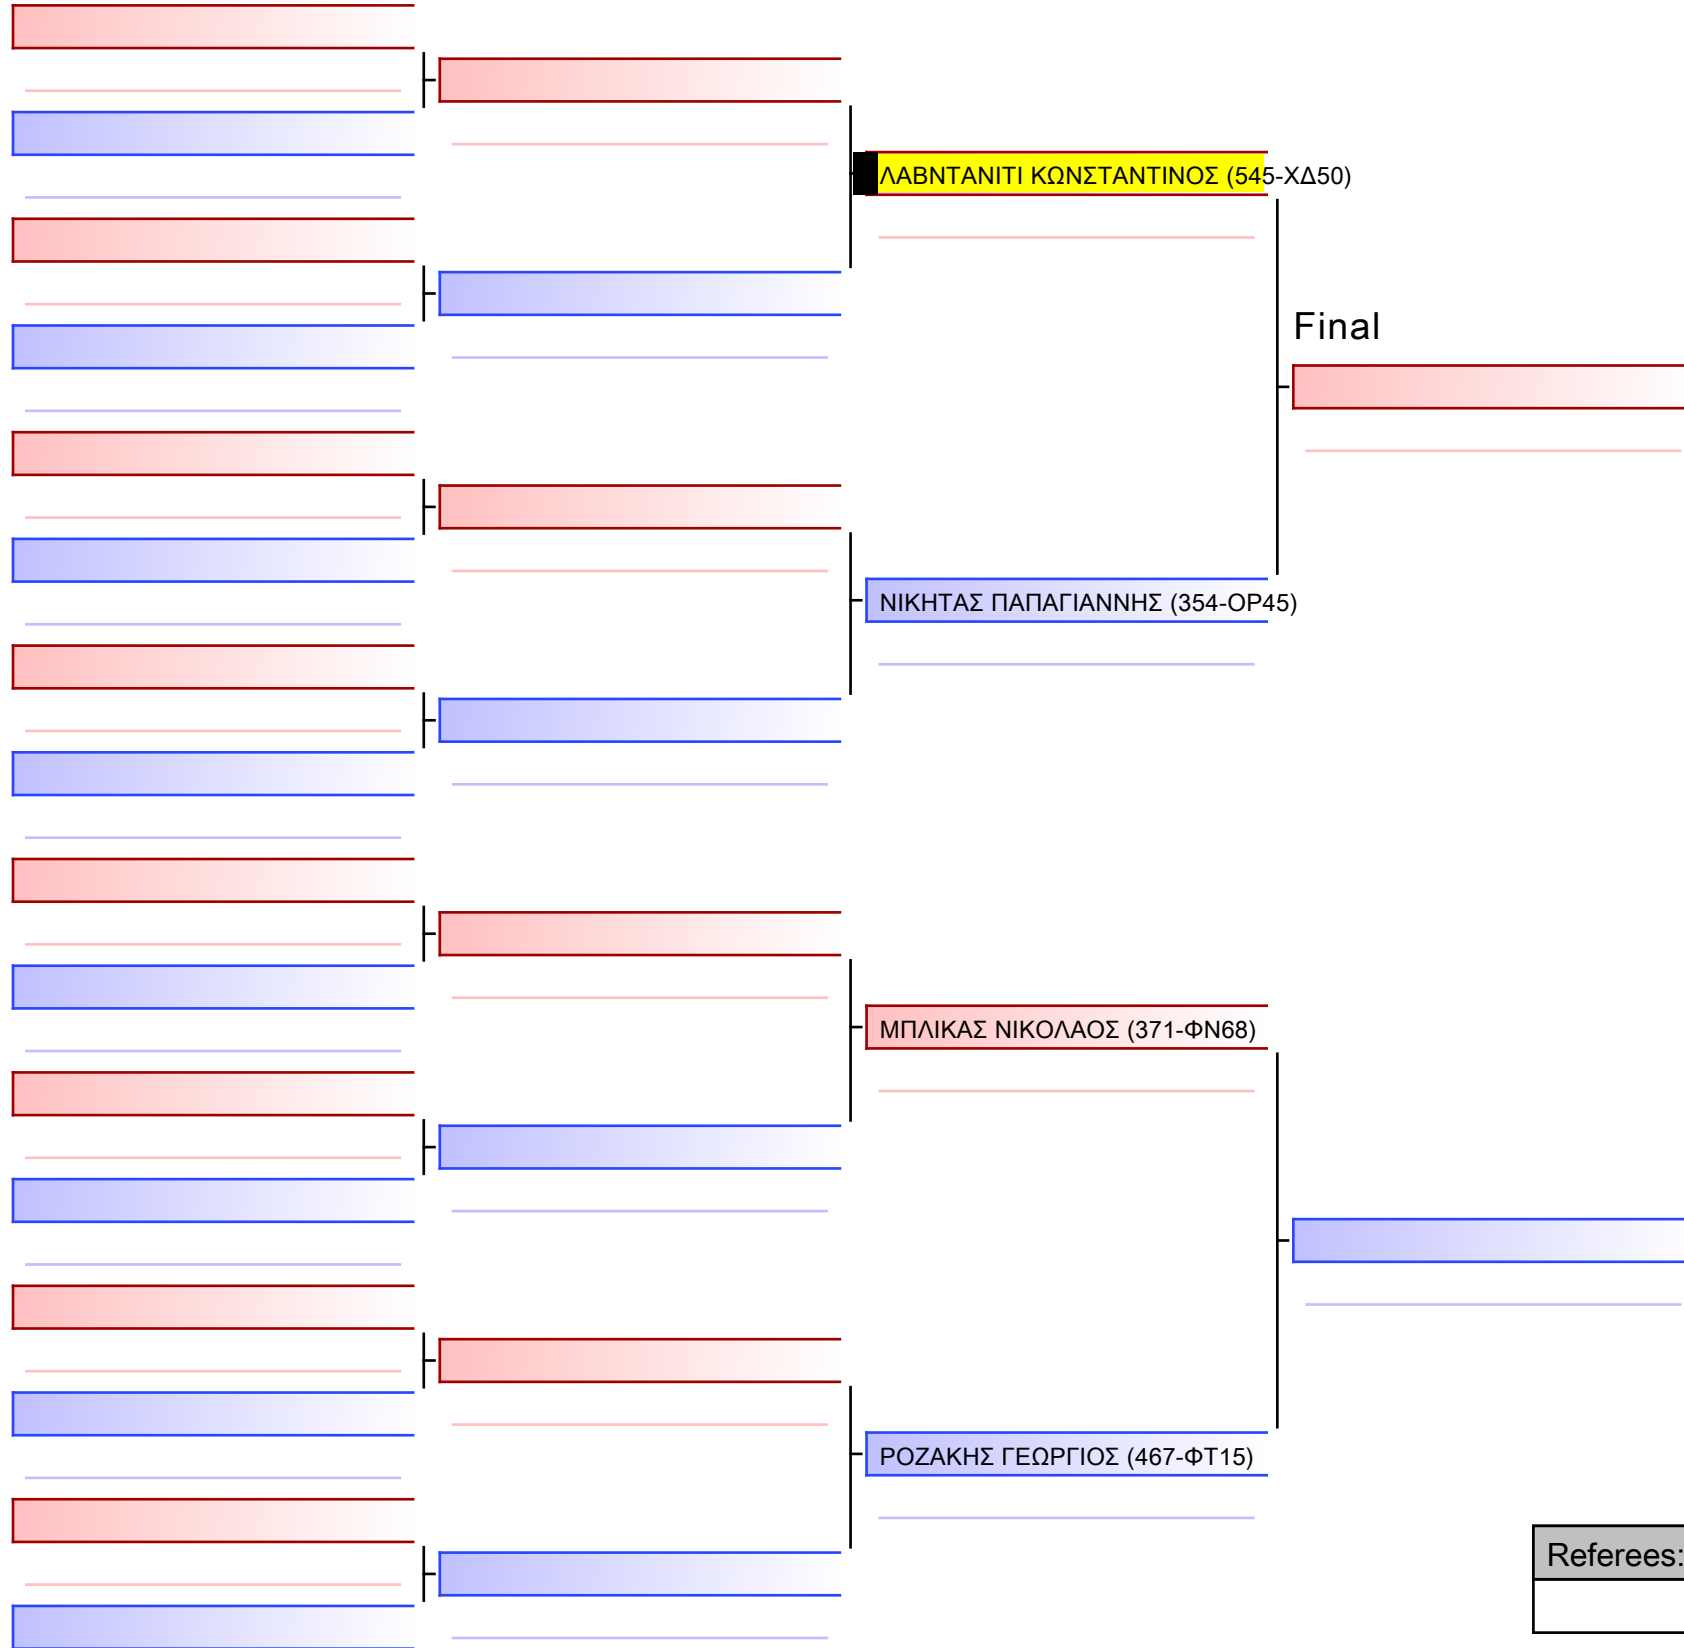 ΛΑΒΝΤΑΝΙΤΙ ΚΩΝΣΤΑΝΤΙΝΟΣ (545-ΧΔ50)
Final
ΝΙΚΗΤΑΣ ΠΑΠΑΓΙΑΝΝΗΣ (354-ΟΡ45)
ΜΠΛΙΚΑΣ ΝΙΚΟΛΑΟΣ (371-ΦΝ68)
ΡΟΖΑΚΗΣ ΓΕΩΡΓΙΟΣ (467-ΦΤ15)
Referees: